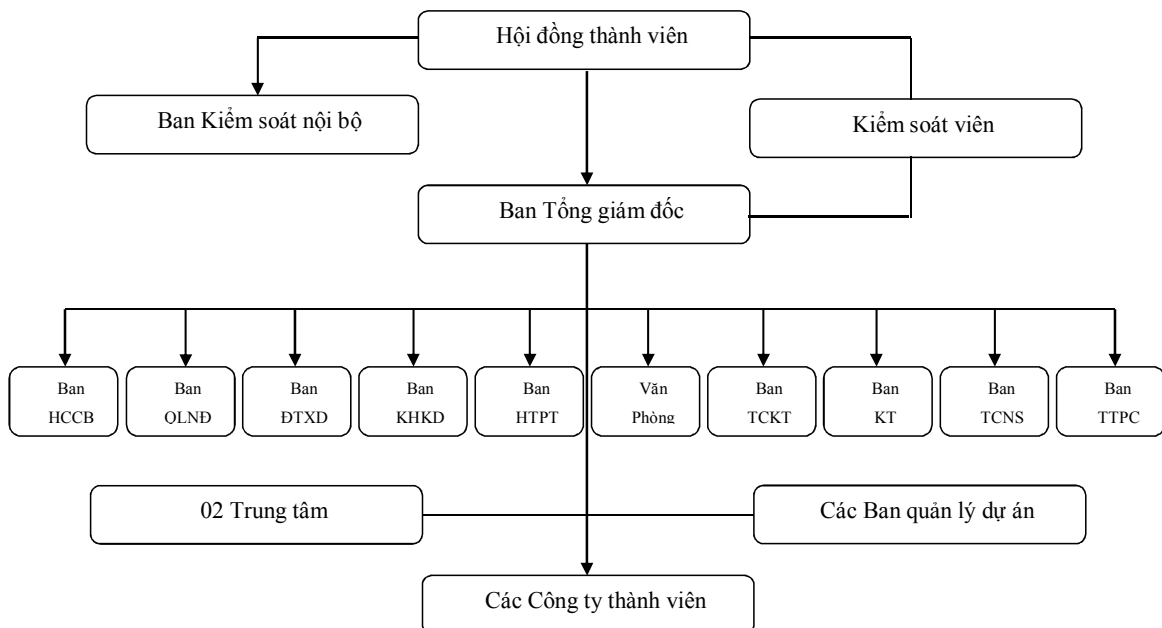 Hội đồng thành viên
Ban Kiểm soát nội bộ
Kiểm soát viên
Ban Tổng giám đốc
Ban
HCCB
Ban
QLNĐ
Ban
ĐTXD
Ban
KHKD
Ban
HTPT
Văn
Phòng
Ban
TCKT
Ban
KT
Ban
TCNS
Ban
TTPC
02 Trung tâm
Các Ban quản lý dự án
Các Công ty thành viên